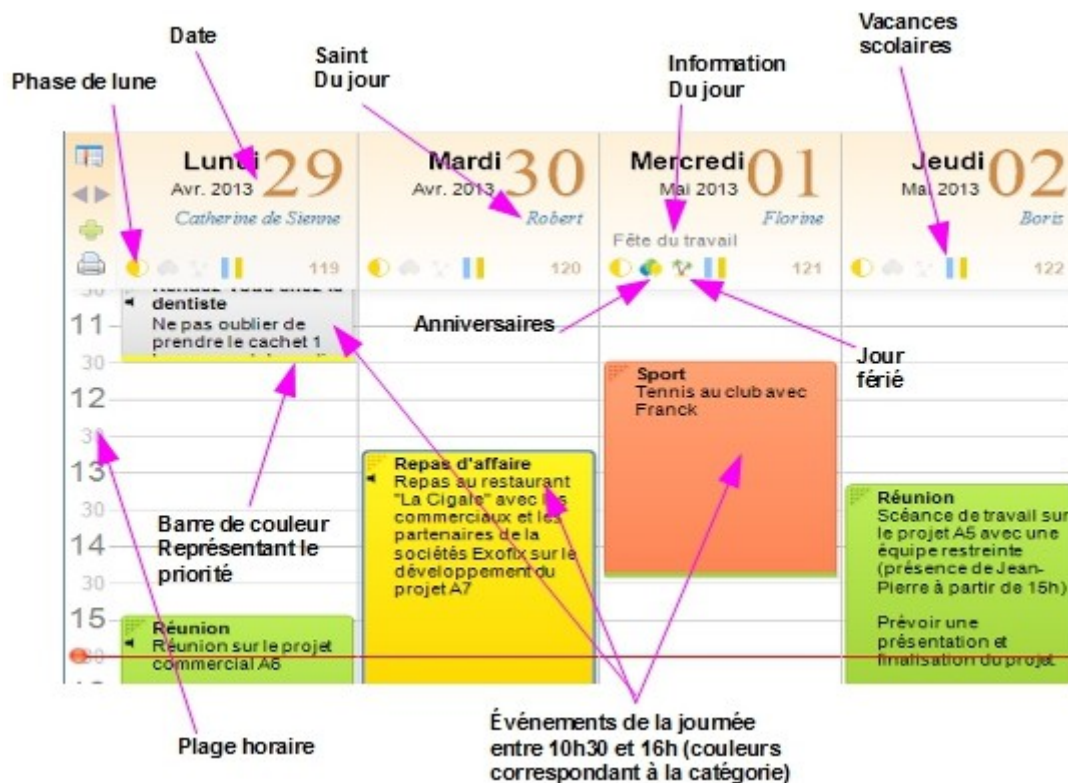 Date
Saint
Du jour
Vacances
scolaires
Phase de lune
Information
Du jour
Lundi 29
Avr. 2013
Catherine de Sienne
119
Mardi 30
Avr. 2013
Robert
120
Mercredi 01
Mai 2013
Florine
Fête du travail
121
Jeudi 02
Mai 2013
Boris
122
Anniversaires
Jour
férié
11
30
12
30
13
30
14
30
15
dentiste
Ne pas oublier de
prendre le cachet 1
Barre de couleur
Représentant le
priorité
Réunion
Réunion sur le projet
commercial A6
Repas d'affaire
Repas au restaurant
"La Cigale" avec les
commerciaux et les
partenaires de la
sociétés Exofix sur le
développement du
projet A7
Sport
Tennis au club avec
Franck
Réunion
Scéance de travail sur
le projet A5 avec une
équipe restreinte
(présence de Jean-
Pierre à partir de 15h)
Prévoir une
présentation et
finalisation du projet
Plage horaire
Événements de la journée
entre 10h30 et 16h (couleurs
correspondant à la catégorie)